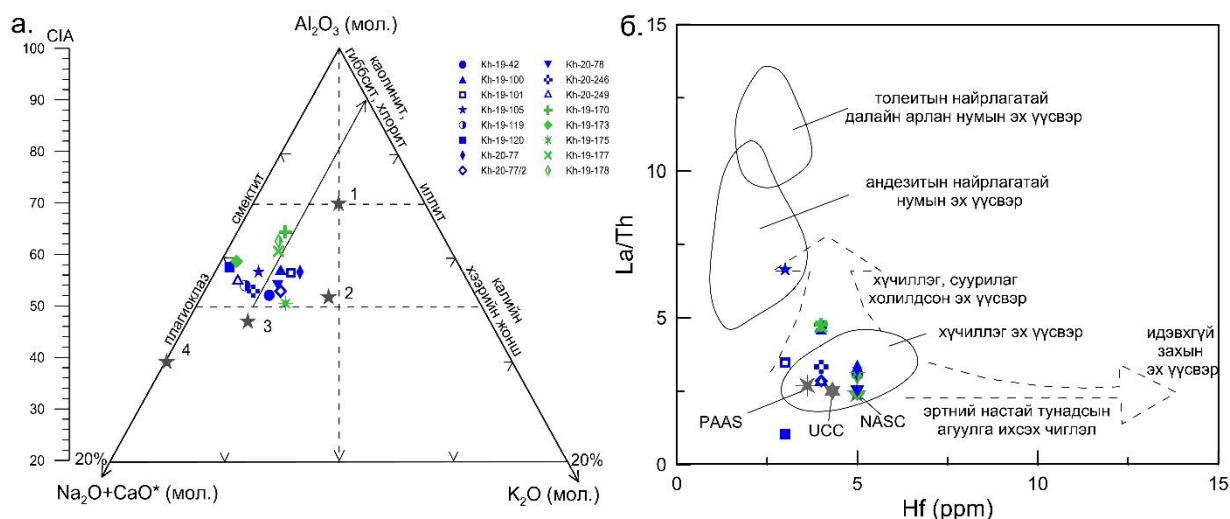 а.
CIA
Al₂O₃ (мол.)
100
90
80
70
60
50
40
30
20
каолинит,
гиббсит, хлорит
смектит
иллит
плагиоклаз
калийн
хээрийн жонш
1
2
3
4
20%
20%
Na₂O+CaO* (мол.)
K₂O (мол.)
Kh-19-42
Kh-19-100
Kh-19-101
Kh-19-105
Kh-19-119
Kh-19-120
Kh-20-77
Kh-20-77/2
Kh-20-78
Kh-20-246
Kh-20-249
Kh-19-170
Kh-19-173
Kh-19-175
Kh-19-177
Kh-19-178
б.
La/Th
15
10
5
0
толеитын найрлагатай
далайн арлан нумын эх үүсвэр
андезитын найрлагатай
нумын эх үүсвэр
хүчиллэг, суурилаг
холилдсон эх үүсвэр
хүчиллэг эх үүсвэр
идэвхгүй
захын
эх үүсвэр
PAAS
UCC
NASC
эртний настай тунадсын
агуулга ихсэх чиглэл
0
5
10
15
Hf (ppm)